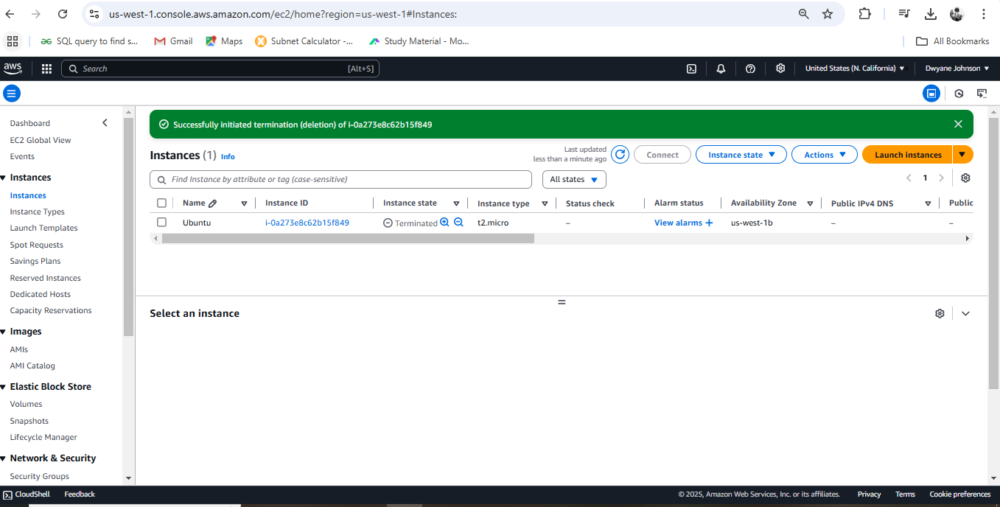 us-west-1.console.aws.amazon.com/ec2/home?region=us-west-1#Instances:
SQL query to find s... Gmail Maps Subnet Calculator -... Study Material - Mo... All Bookmarks
aws Search [Alt+S] United States (N. California) Dwyane Johnson
Dashboard
EC2 Global View
Events
Instances
Instances
Instance Types
Launch Templates
Spot Requests
Savings Plans
Reserved Instances
Dedicated Hosts
Capacity Reservations
Images
AMIs
AMI Catalog
Elastic Block Store
Volumes
Snapshots
Lifecycle Manager
Network & Security
Security Groups
Successfully initiated termination (deletion) of i-0a273e8c62b15f849
Instances (1) Info
Last updated
less than a minute ago
Connect Instance state Actions Launch instances
Find Instance by attribute or tag (case-sensitive) All states 1
Name Instance ID Instance state Instance type Status check Alarm status Availability Zone Public IPv4 DNS Public
Ubuntu i-0a273e8c62b15f849 Terminated t2.micro – View alarms + us-west-1b – –
Select an instance
CloudShell Feedback © 2025, Amazon Web Services, Inc. or its affiliates. Privacy Terms Cookie preferences